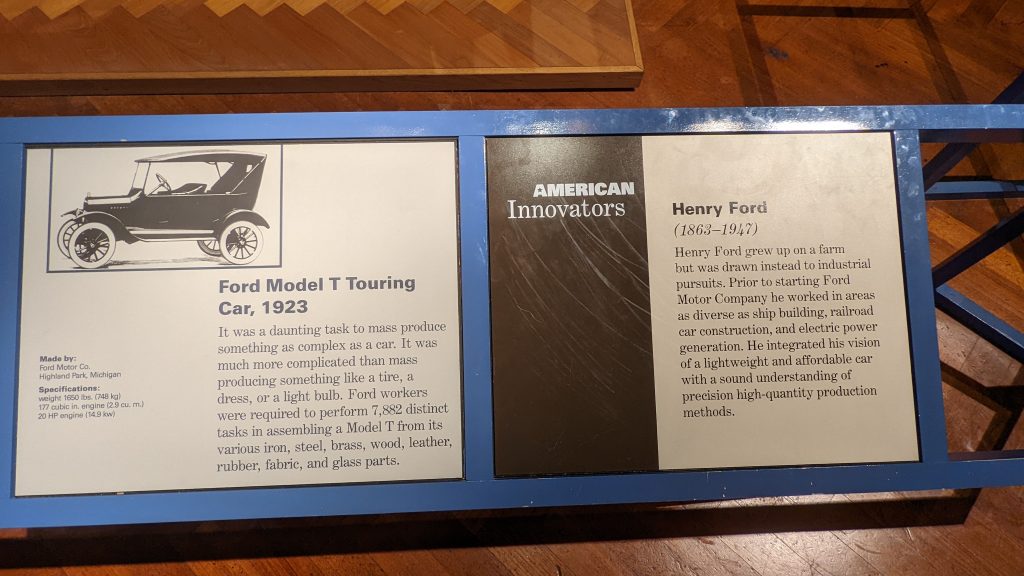 Ford Model T Touring
Car, 1923
It was a daunting task to mass produce
something as complex as a car. It was
much more complicated than mass
producing something like a tire, a
dress, or a light bulb. Ford workers
were required to perform 7,882 distinct
tasks in assembling a Model T from its
various iron, steel, brass, wood, leather,
rubber, fabric, and glass parts.
Made by:
Ford Motor Co.
Highland Park, Michigan
Specifications:
weight 1650 lbs. (748 kg)
177 cubic in. engine (2.9 cu. m.)
20 HP engine (14.9 kw)
AMERICAN
Innovators
Henry Ford
(1863–1947)
Henry Ford grew up on a farm
but was drawn instead to industrial
pursuits. Prior to starting Ford
Motor Company he worked in areas
as diverse as ship building, railroad
car construction, and electric power
generation. He integrated his vision
of a lightweight and affordable car
with a sound understanding of
precision high-quantity production
methods.